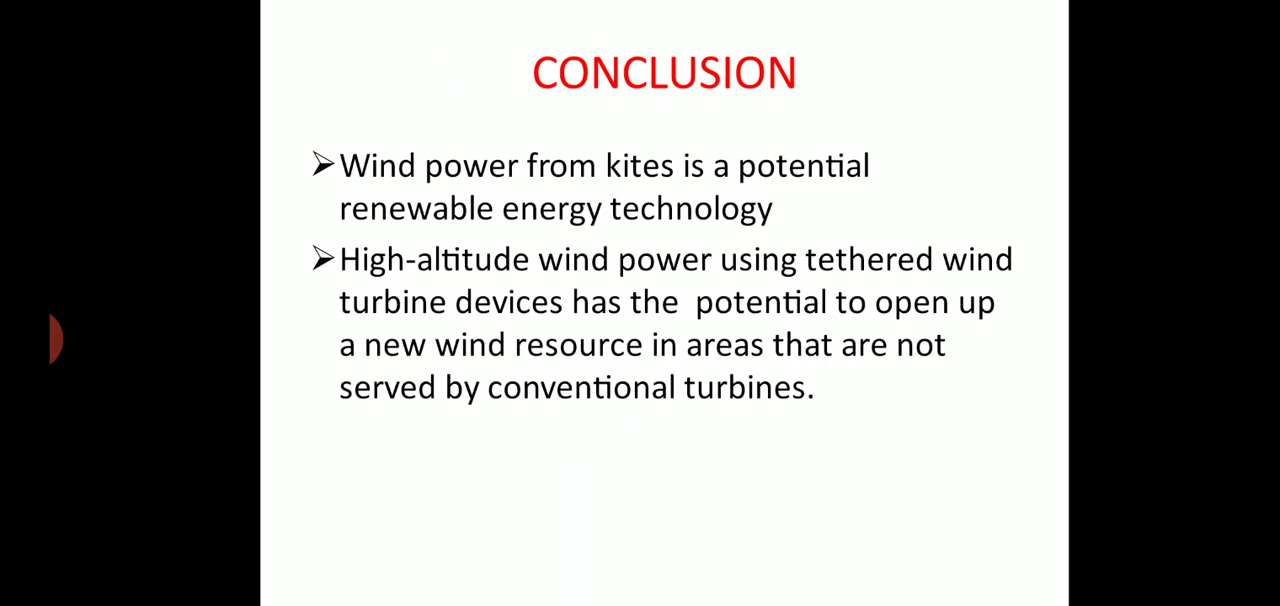 CONCLUSION
➢Wind power from kites is a potential
renewable energy technology
➢High-altitude wind power using tethered wind
turbine devices has the  potential to open up
a new wind resource in areas that are not
served by conventional turbines.